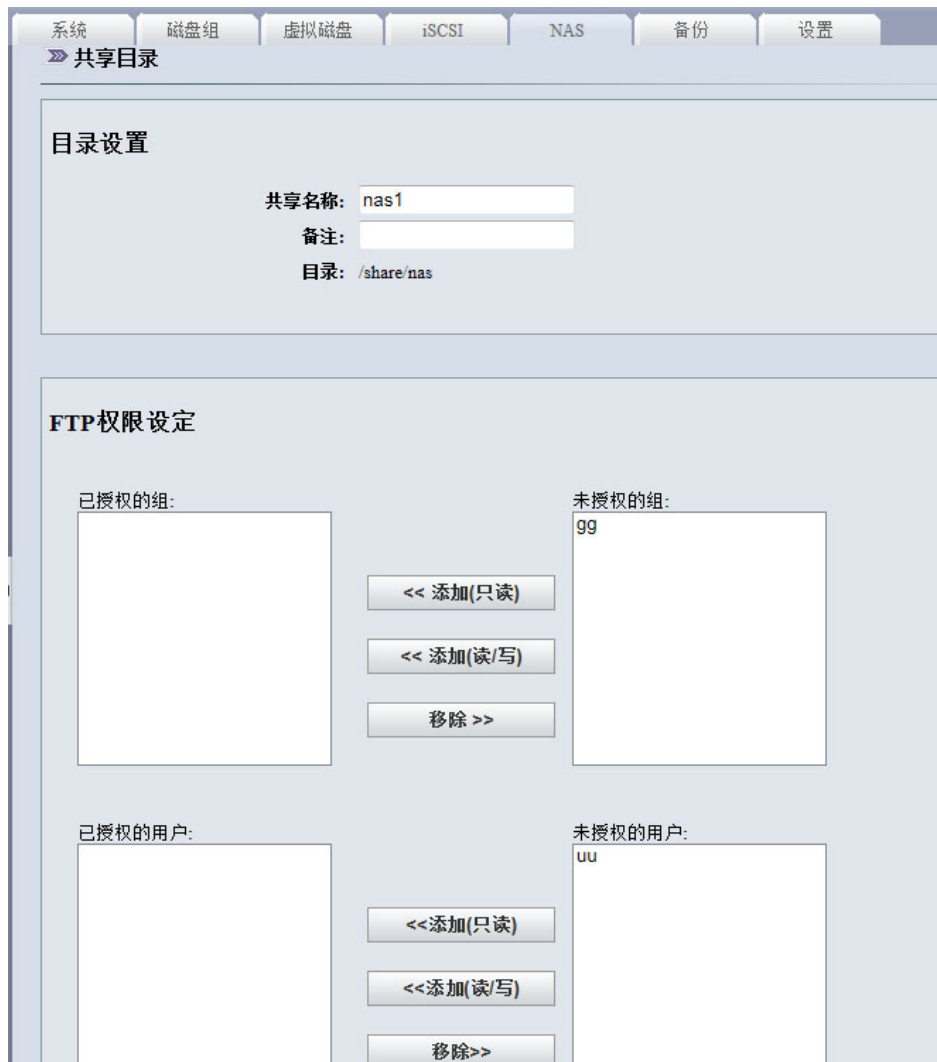 系统 磁盘组 虚拟磁盘 iSCSI NAS 备份 设置
共享目录
目录设置
共享名称: nas1
备注:
目录: /share/nas
FTP权限设定
已授权的组: 未授权的组:
gg
<< 添加(只读)
<< 添加(读/写)
移除 >>
已授权的用户: 未授权的用户:
uu
<<添加(只读)
<<添加(读/写)
移除>>